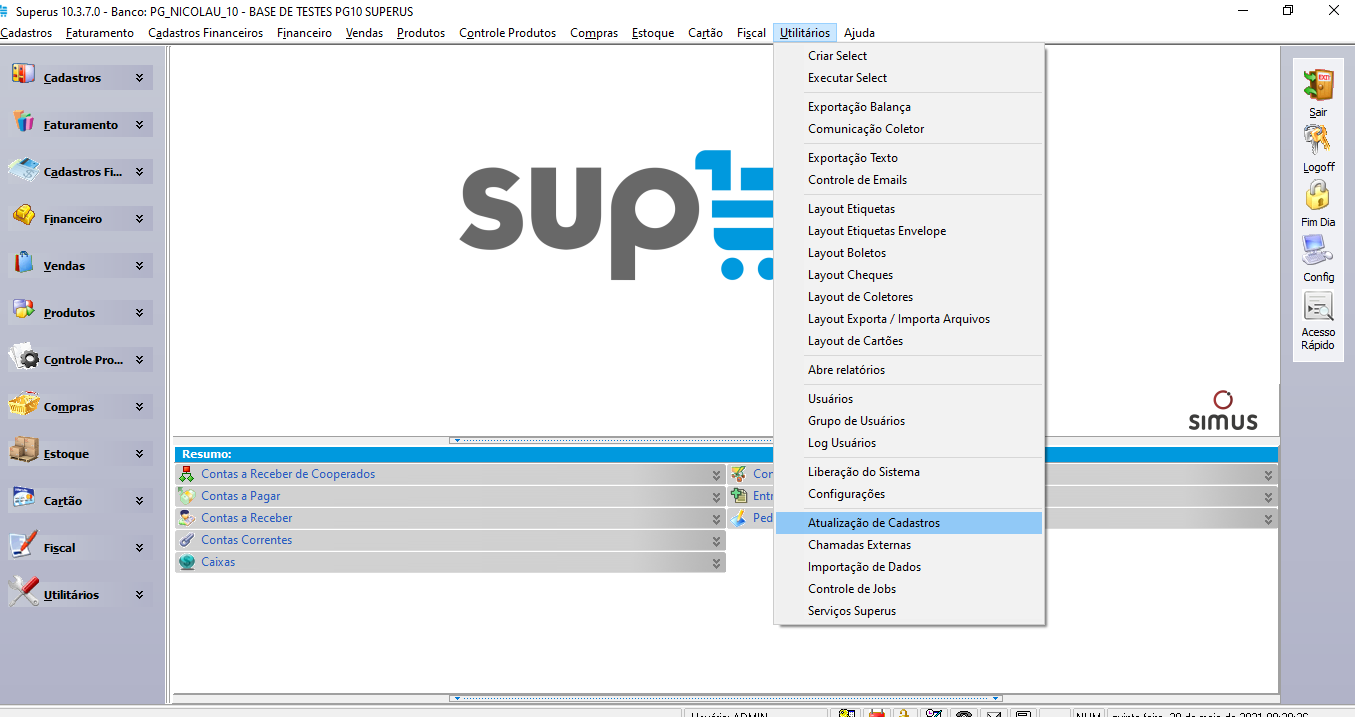 Superus 10.3.7.0 - Banco: PG_NICOLAU_10 - BASE DE TESTES PG10 SUPERUS
Cadastros Faturamento Cadastros Financeiros Financeiro Vendas Produtos Controle Produtos Compras Estoque Cartão Fiscal Utilitários Ajuda
Cadastros
Faturamento
Cadastros Fi...
Financeiro
Vendas
Produtos
Controle Pro...
Compras
Estoque
Cartão
Fiscal
Utilitários
sup
Criar Select
Executar Select
Exportação Balança
Comunicação Coletor
Exportação Texto
Controle de Emails
Layout Etiquetas
Layout Etiquetas Envelope
Layout Boletos
Layout Cheques
Layout de Coletores
Layout Exporta / Importa Arquivos
Layout de Cartões
Abre relatórios
Usuários
Grupo de Usuários
Log Usuários
Liberação do Sistema
Configurações
Atualização de Cadastros
Chamadas Externas
Importação de Dados
Controle de Jobs
Serviços Superus
EXIT
Sair
Logoff
Fim Dia
Config
Acesso
Rápido
SIMUS
Resumo:
Contas a Receber de Cooperados
Contas a Pagar
Contas a Receber
Contas Correntes
Caixas
Con
Entr
Ped
Usuário: ADMIN
NUM